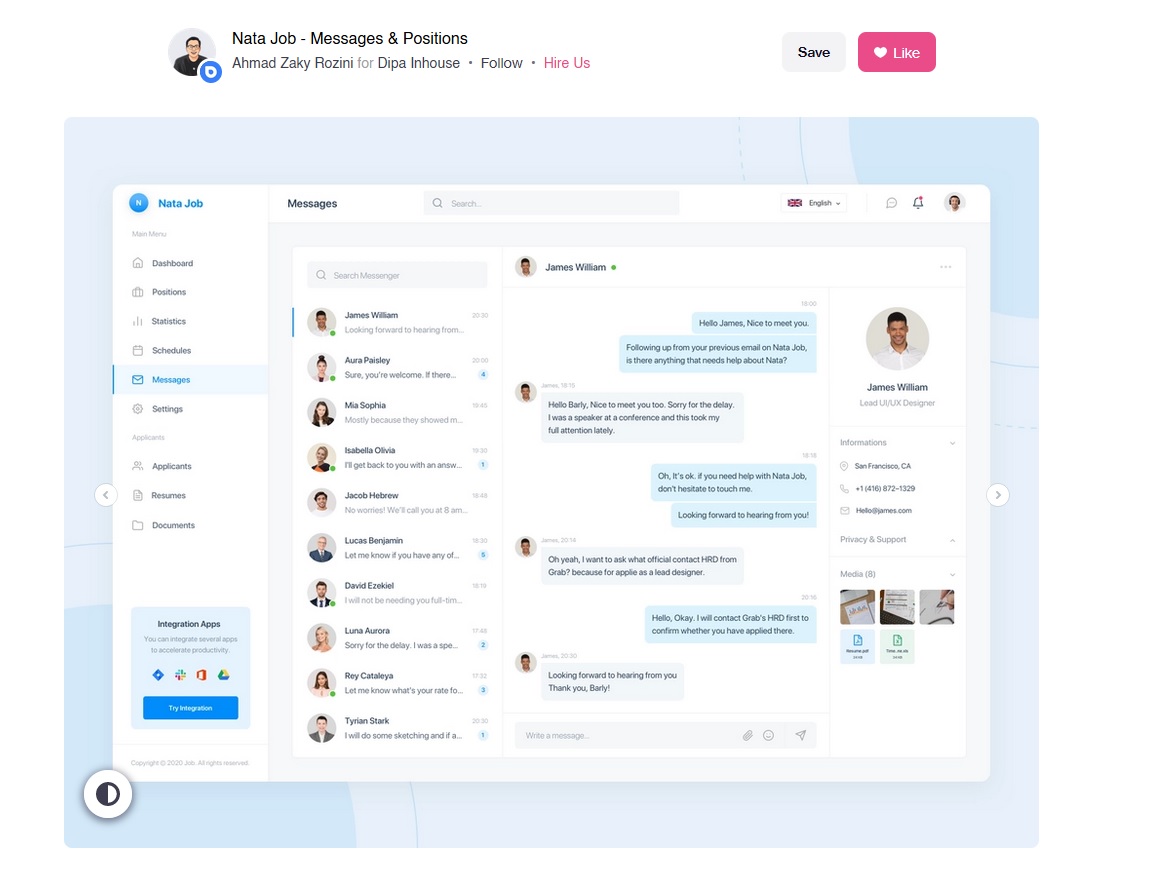 Nata Job - Messages & Positions
Ahmad Zaky Rozini for Dipa Inhouse • Follow • Hire Us
Save
Like
N
Nata Job
Messages
Search...
English
Main Menu
Dashboard
Positions
Statistics
Schedules
Messages
Settings
Applicants
Applicants
Resumes
Documents
Integration Apps
You can integrate several apps
to accelerate productivity.
Try Integration
Copyright © 2020 Job. All rights reserved.
Search Messenger
James William 20:30
Looking forward to hearing from...
Aura Paisley 20:00
Sure, you're welcome. If there... 4
Mia Sophia 19:45
Mostly because they showed m...
Isabella Olivia 19:30
I'll get back to you with an answ... 1
Jacob Hebrew 18:48
No worries! We'll call you at 8 am...
Lucas Benjamin 18:30
Let me know if you have any of... 5
David Ezekiel 18:19
I will not be needing you full-tim...
Luna Aurora 17:48
Sorry for the delay. I was a spe... 2
Rey Cataleya 17:32
Let me know what's your rate fo... 3
Tyrian Stark 20:30
I will do some sketching and if a... 1
James William
18:00
Hello James, Nice to meet you.
Following up from your previous email on Nata Job,
is there anything that needs help about Nata?
James, 18:15
Hello Barly, Nice to meet you too. Sorry for the delay.
I was a speaker at a conference and this took my
full attention lately.
18:18
Oh, It's ok. if you need help with Nata Job,
don't hesitate to touch me.
Looking forward to hearing from you!
James, 20:14
Oh yeah, I want to ask what official contact HRD from
Grab? because for applie as a lead designer.
20:16
Hello, Okay. I will contact Grab's HRD first to
confirm whether you have applied there.
James, 20:30
Looking forward to hearing from you
Thank you, Barly!
Write a message...
James William
Lead UI/UX Designer
Informations
San Francisco, CA
+1 (416) 872-1329
Hello@james.com
Privacy & Support
Media (8)
Resume.pdf